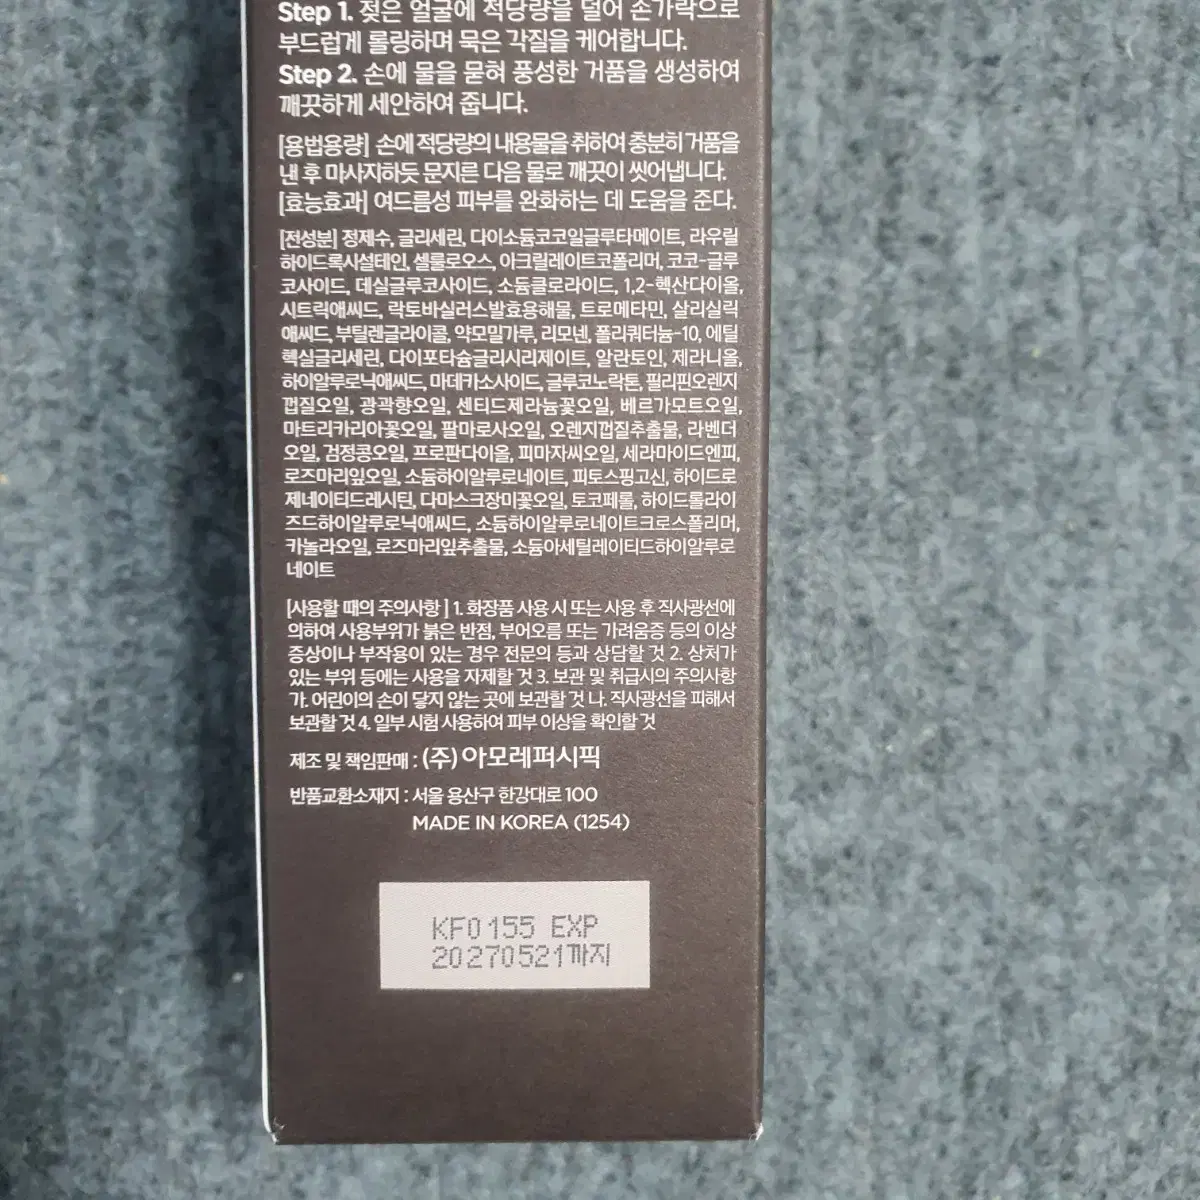 Step 1. 젖은 얼굴에 적당량을 덜어 손가락으로
부드럽게 롤링하며 묵은 각질을 케어합니다.
Step 2. 손에 물을 묻혀 풍성한 거품을 생성하여
깨끗하게 세안하여 줍니다.
[용법용량] 손에 적당량의 내용물을 취하여 충분히 거품을
낸 후 마사지하듯 문지른 다음 물로 깨끗이 씻어냅니다.
[효능효과] 여드름성 피부를 완화하는 데 도움을 준다.
[전성분] 정제수, 글리세린, 다이소듐코코일글루타메이트, 라우릴
하이드록시설테인, 셀룰로오스, 아크릴레이트코폴리머, 코코-글루
코사이드, 데실글루코사이드, 소듐클로라이드, 1,2-헥산다이올,
시트릭애씨드, 락토바실러스발효용해물, 트로메타민, 살리실릭
애씨드, 부틸렌글라이콜, 약모밀가루, 리모넨, 폴리쿼터늄-10, 에틸
헥실글리세린, 다이포타슘글리시리제이트, 알란토인, 제라니올,
하이알루로닉애씨드, 마데카소사이드, 글루코노락톤, 필리핀오렌지
껍질오일, 광곽향오일, 센티드제라늄꽃오일, 베르가모트오일,
마트리카리아꽃오일, 팔마로사오일, 오렌지껍질추출물, 라벤더
오일, 검정콩오일, 프로판다이올, 피마자씨오일, 세라마이드엔피,
로즈마리잎오일, 소듐하이알루로네이트, 피토스핑고신, 하이드로
제네이티드레시틴, 다마스크장미꽃오일, 토코페롤, 하이드롤라이
즈드하이알루로닉애씨드, 소듐하이알루로네이트크로스폴리머,
카놀라오일, 로즈마리잎추출물, 소듐아세틸레이티드하이알루로
네이트
[사용할 때의 주의사항] 1. 화장품 사용 시 또는 사용 후 직사광선에
의하여 사용부위가 붉은 반점, 부어오름 또는 가려움증 등의 이상
증상이나 부작용이 있는 경우 전문의 등과 상담할 것 2. 상처가
있는 부위 등에는 사용을 자제할 것 3. 보관 및 취급시의 주의사항
가. 어린이의 손이 닿지 않는 곳에 보관할 것 나. 직사광선을 피해서
보관할 것 4. 일부 시험 사용하여 피부 이상을 확인할 것
제조 및 책임판매 : (주)아모레퍼시픽
반품교환소재지 : 서울 용산구 한강대로 100
MADE IN KOREA (1254)
KF0155 EXP
20270521까지